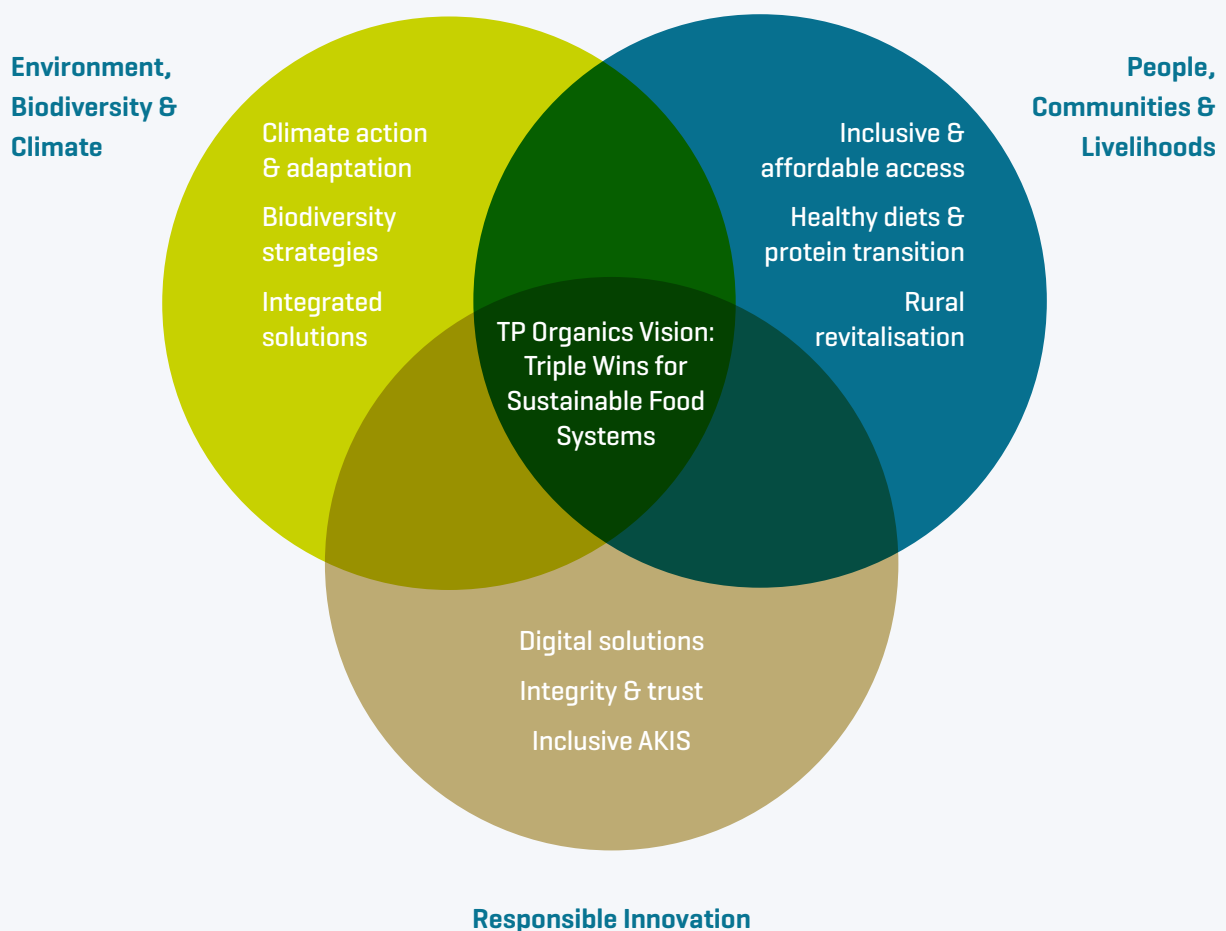 Environment,
Biodiversity &
Climate
People,
Communities &
Livelihoods
Climate action
& adaptation
Biodiversity
strategies
Integrated
solutions
Inclusive &
affordable access
Healthy diets &
protein transition
Rural
revitalisation
TP Organics Vision:
Triple Wins for
Sustainable Food
Systems
Digital solutions
Integrity & trust
Inclusive AKIS
Responsible Innovation